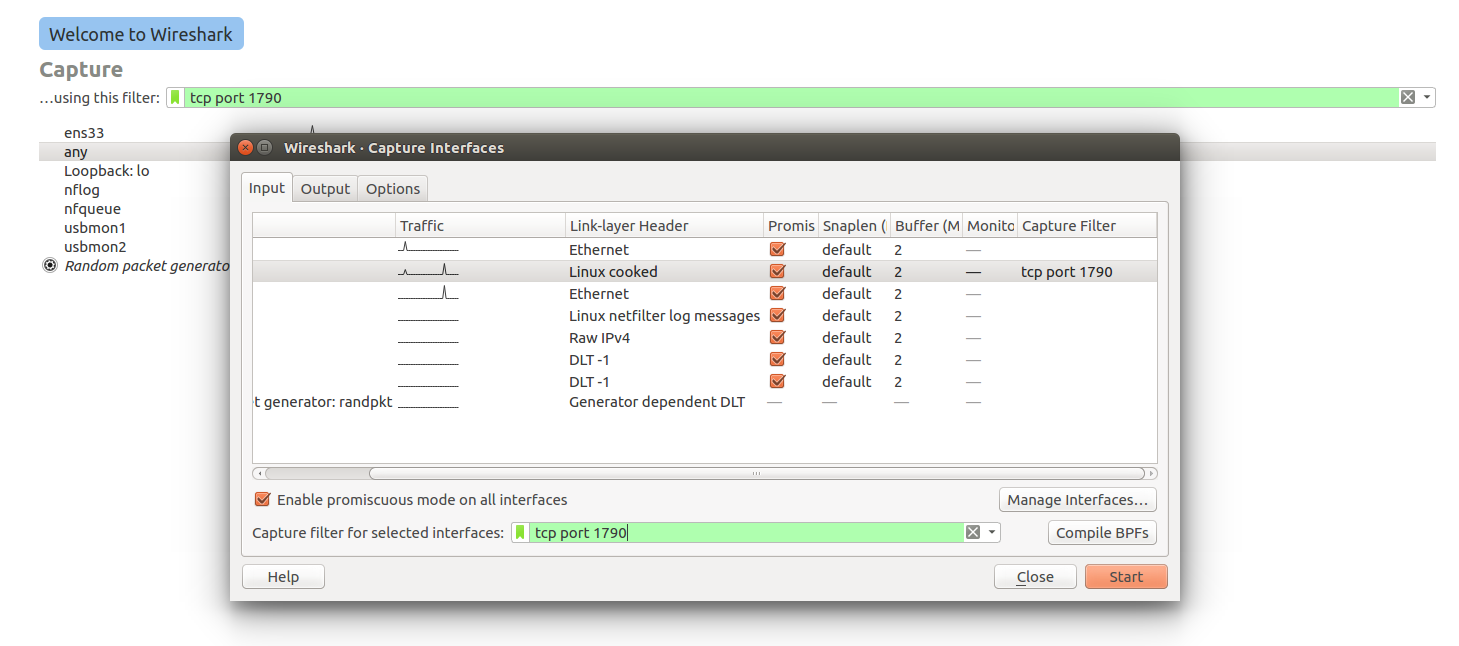 Welcome to Wireshark
Capture
...using this filter: tcp port 1790
ens33
any
Loopback: lo
nflog
nfqueue
usbmon1
usbmon2
Random packet generato
Wireshark · Capture Interfaces
Input Output Options
Traffic Link-layer Header Promis Snaplen ( Buffer (M Monito Capture Filter
Ethernet default 2 —
Linux cooked default 2 — tcp port 1790
Ethernet default 2 —
Linux netfilter log messages default 2 —
Raw IPv4 default 2 —
DLT -1 default 2 —
DLT -1 default 2 —
t generator: randpkt Generator dependent DLT — — — —
Enable promiscuous mode on all interfaces Manage Interfaces...
Capture filter for selected interfaces: tcp port 1790 Compile BPFs
Help Close Start